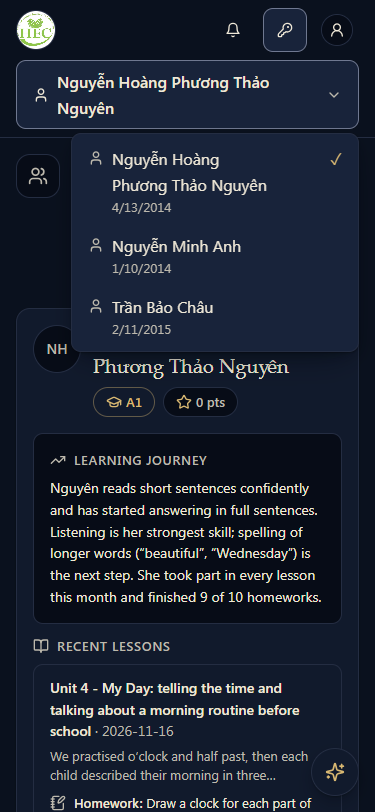 HEC
Nguyễn Hoàng Phương Thảo
Nguyên
Nguyễn Hoàng
Phương Thảo Nguyên
4/13/2014
Nguyễn Minh Anh
1/10/2014
Trần Bảo Châu
2/11/2015
NH
Phương Thảo Nguyên
A1
0 pts
LEARNING JOURNEY
Nguyên reads short sentences confidently
and has started answering in full sentences.
Listening is her strongest skill; spelling of
longer words (“beautiful”, “Wednesday”) is
the next step. She took part in every lesson
this month and finished 9 of 10 homeworks.
RECENT LESSONS
Unit 4 - My Day: telling the time and
talking about a morning routine before
school · 2026-11-16
We practised o’clock and half past, then each
child described their morning in three...
Homework: Draw a clock for each part of